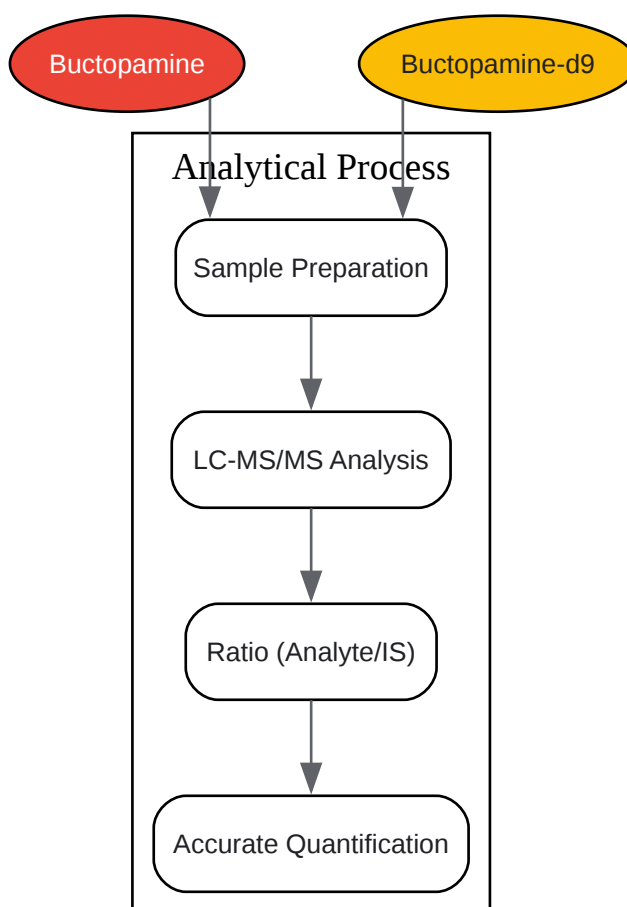 Buctopamine
Buctopamine-d9
Analytical Process
Sample Preparation
LC-MS/MS Analysis
Ratio (Analyte/IS)
Accurate Quantification